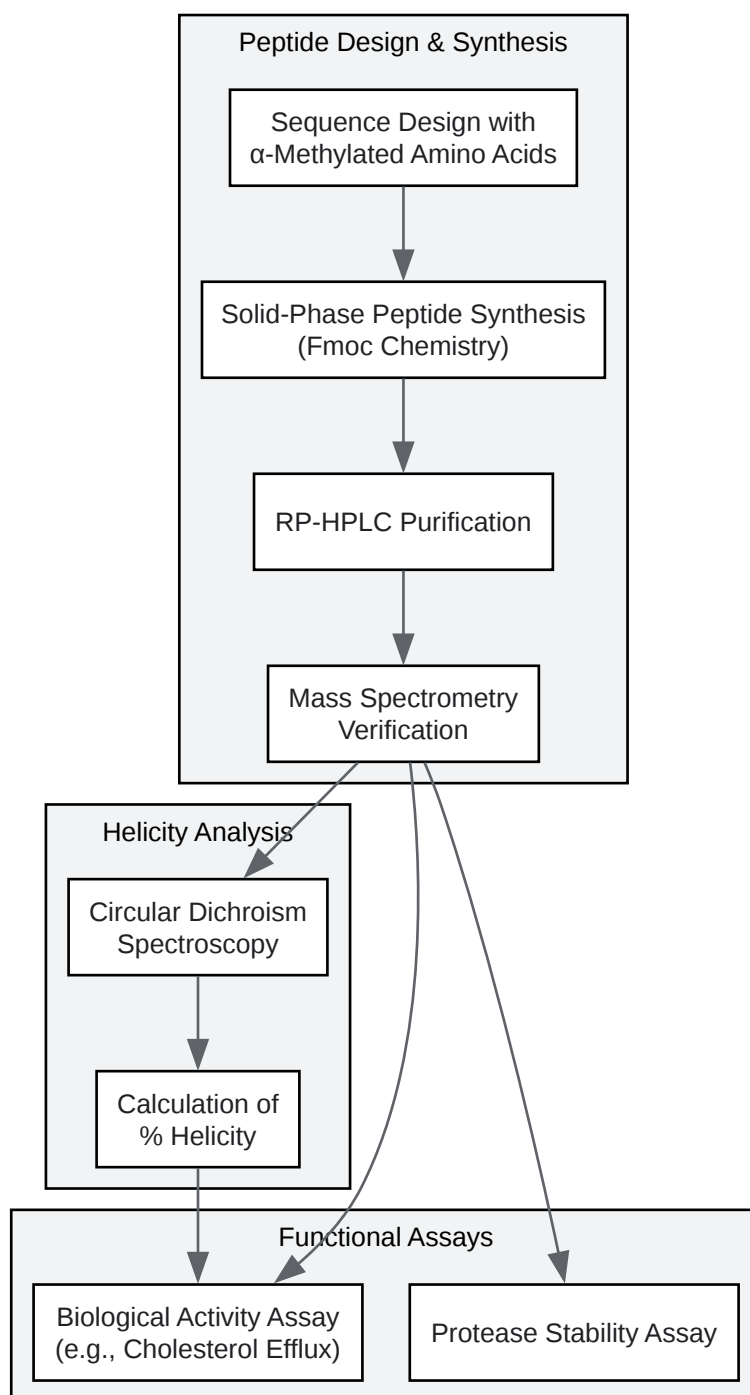 Peptide Design & Synthesis
Sequence Design with
α-Methylated Amino Acids
Solid-Phase Peptide Synthesis
(Fmoc Chemistry)
RP-HPLC Purification
Mass Spectrometry
Verification
Helicity Analysis
Circular Dichroism
Spectroscopy
Calculation of
% Helicity
Functional Assays
Biological Activity Assay
(e.g., Cholesterol Efflux)
Protease Stability Assay